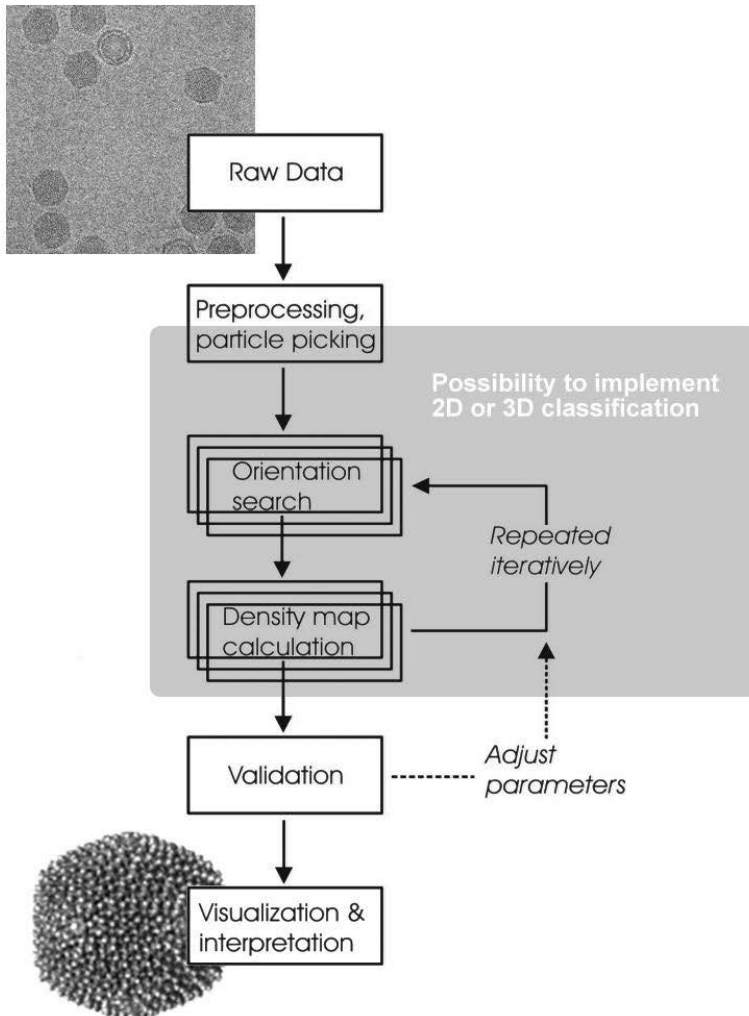 Raw Data
Preprocessing,
particle picking
Possibility to implement
2D or 3D classification
Orientation
search
Repeated
iteratively
Density map
calculation
Validation
Adjust
parameters
Visualization &
interpretation